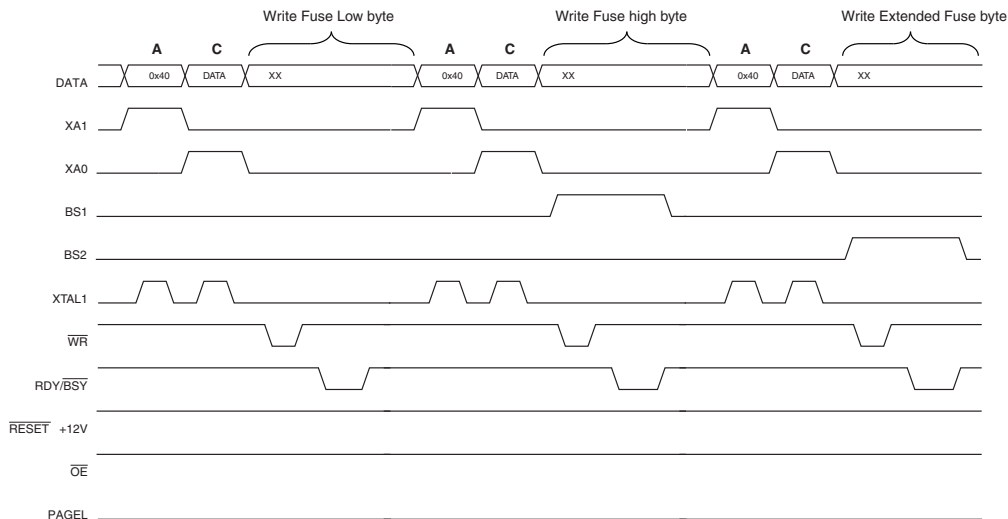 Write Fuse Low byte Write Fuse high byte Write Extended Fuse byte
A C A C A C
DATA 0x40 DATA XX 0x40 DATA XX 0x40 DATA XX
XA1
XA0
BS1
BS2
XTAL1
WR
RDY/BSY
RESET +12V
OE
PAGEL